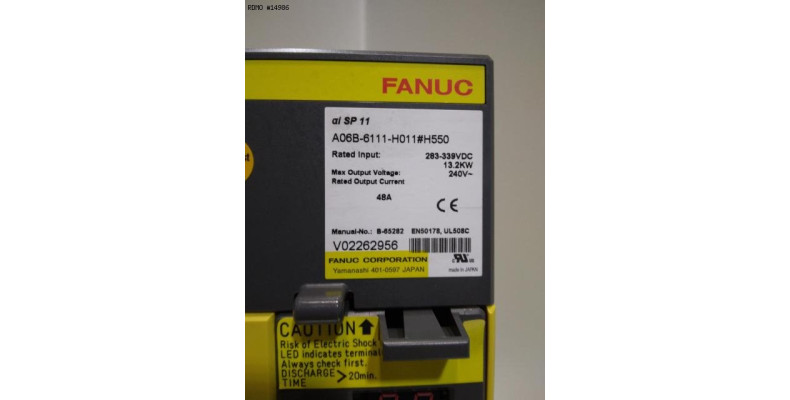 RDMO #14986
FANUC
αi SP 11
A06B-6111-H011#H550
Rated Input: 283-339VDC
13.2KW
Max Output Voltage: 240V~
Rated Output Current
48A
CE
Manual-No.: B-65282 EN50178, UL508C
V02262956
FANUC CORPORATION
Yamanashi 401-0597 JAPAN
made in JAPAN
CAUTION
Risk of Electric Shock
LED indicates terminal
Always check first.
DISCHARGE TIME > 20min.